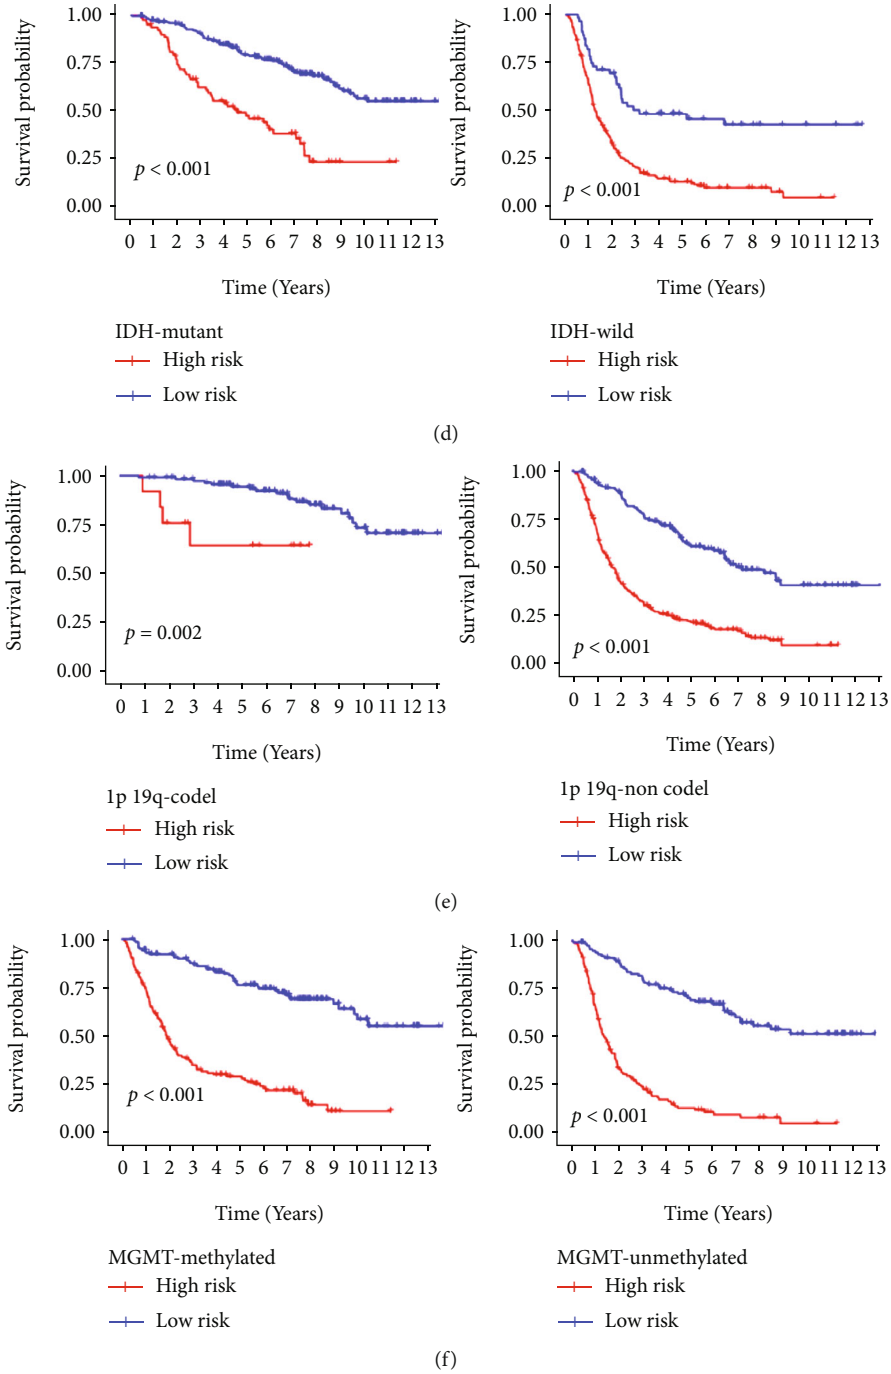 Survival probability
1.00
0.75
0.50
0.25
0.00
p < 0.001
0 1 2 3 4 5 6 7 8 9 10 11 12 13
Time (Years)
IDH-mutant
High risk
Low risk
Survival probability
1.00
0.75
0.50
0.25
0.00
p < 0.001
0 1 2 3 4 5 6 7 8 9 10 11 12 13
Time (Years)
IDH-wild
High risk
Low risk
(d)
Survival probability
1.00
0.75
0.50
0.25
0.00
p = 0.002
0 1 2 3 4 5 6 7 8 9 10 11 12 13
Time (Years)
1p 19q-codel
High risk
Low risk
Survival probability
1.00
0.75
0.50
0.25
0.00
p < 0.001
0 1 2 3 4 5 6 7 8 9 10 11 12 13
Time (Years)
1p 19q-non codel
High risk
Low risk
(e)
Survival probability
1.00
0.75
0.50
0.25
0.00
p < 0.001
0 1 2 3 4 5 6 7 8 9 10 11 12 13
Time (Years)
MGMT-methylated
High risk
Low risk
Survival probability
1.00
0.75
0.50
0.25
0.00
p < 0.001
0 1 2 3 4 5 6 7 8 9 10 11 12 13
Time (Years)
MGMT-unmethylated
High risk
Low risk
(f)